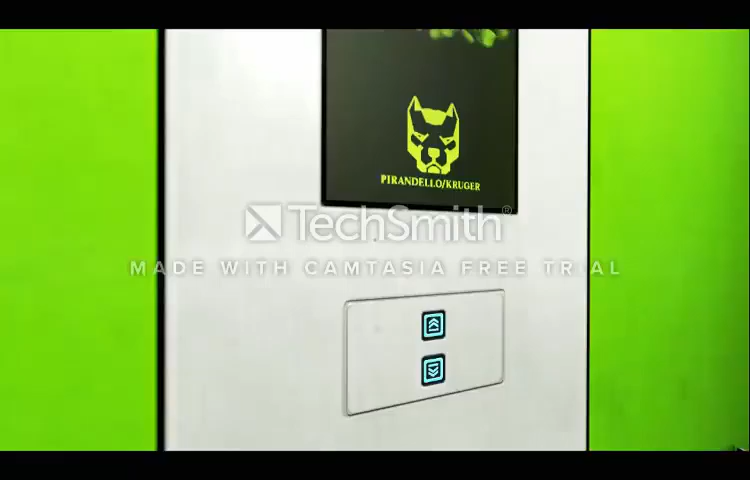 PIRANDELLO/KRUGER
TechSmith®
MADE WITH CAMTASIA FREE TRIAL